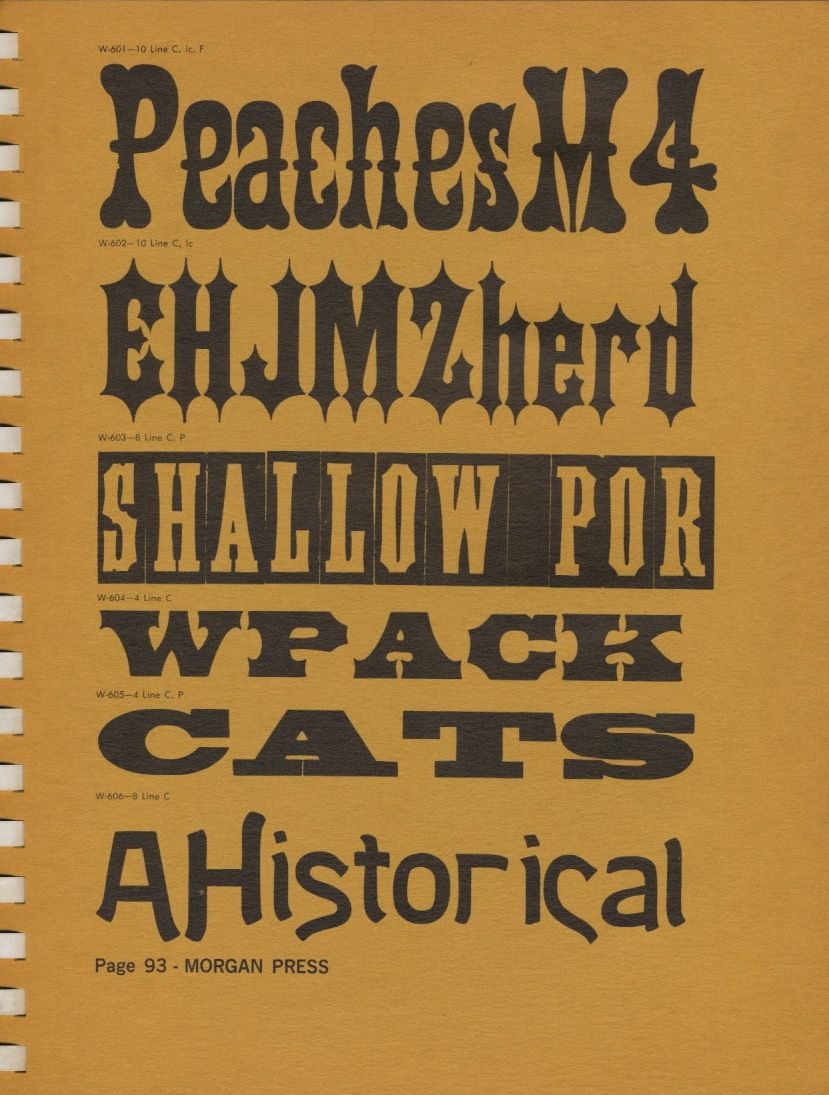 W-601—10 Line C, lc, F
PeachesM4
W-602—10 Line C, lc
EHJMZherd
W-603—8 Line C, P
SHALLOW POR
W-604—4 Line C
WPACK
W-605—4 Line C, P
CATS
W-606—8 Line C
AHistorical
Page 93 - MORGAN PRESS